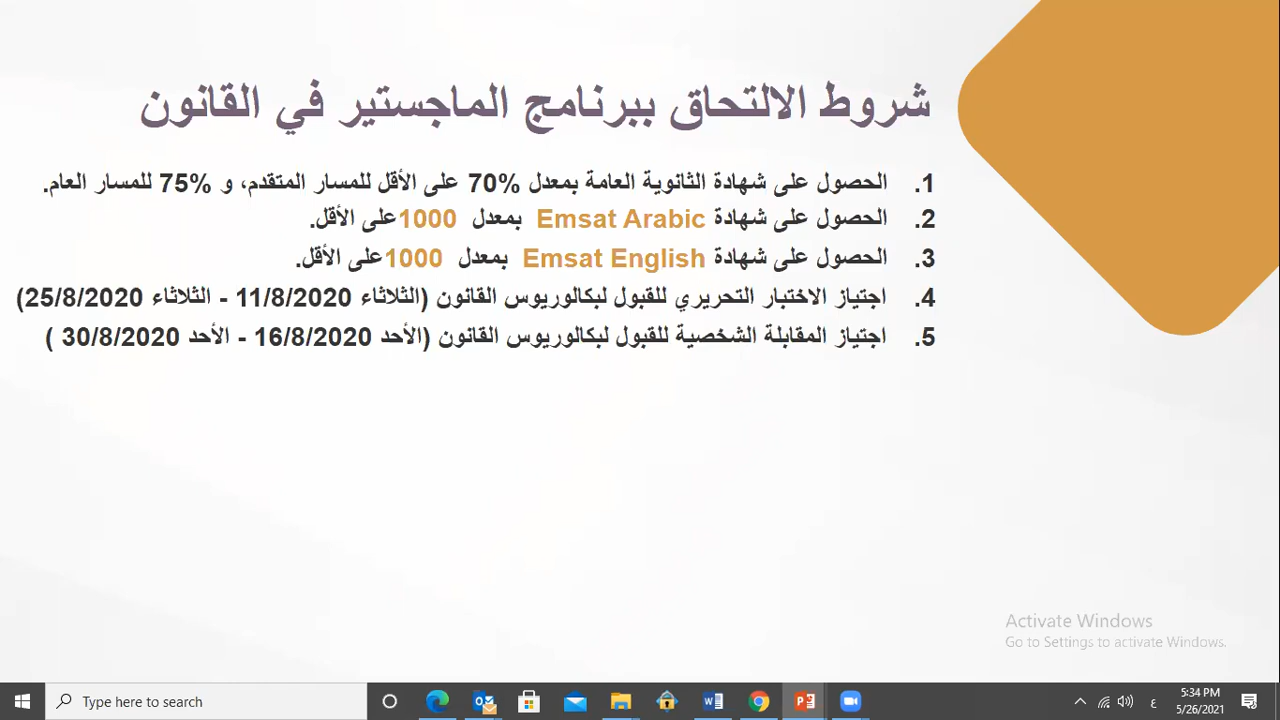 شروط الالتحاق ببرنامج الماجستير في القانون
1. الحصول على شهادة الثانوية العامة بمعدل 70% على الأقل للمسار المتقدم، و 75% للمسار العام.
2. الحصول على شهادة Emsat Arabic بمعدل 1000على الأقل.
3. الحصول على شهادة Emsat English بمعدل 1000على الأقل.
4. اجتياز الاختبار التحريري للقبول لبكالوريوس القانون (الثلاثاء 11/8/2020 - الثلاثاء 25/8/2020)
5. اجتياز المقابلة الشخصية للقبول لبكالوريوس القانون (الأحد 16/8/2020 - الأحد 30/8/2020 )
Activate Windows
Go to Settings to activate Windows.
Type here to search
ع
5:34 PM
5/26/2021